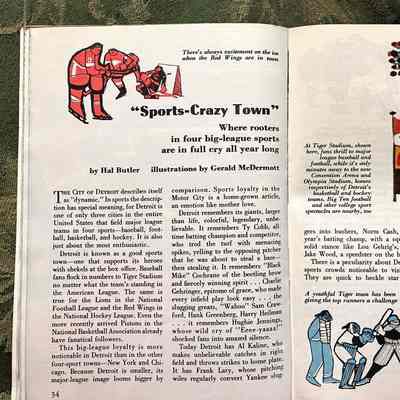 There's always excitement on the ice
when the Red Wings are in town
"Sports-Crazy Town"
Where rooters
in four big-league sports
are in full cry all year long
by Hal Butler illustrations by Gerald McDermott
THE CITY OF DETROIT describes itself
as "dynamic." In sports the descrip-
tion has special meaning, for Detroit is
one of only three cities in the entire
United States that field major league
teams in four sports—baseball, foot-
ball, basketball, and hockey. It is also
just about the most enthusiastic.
Detroit is known as a good sports
town—one that supports its heroes
with shekels at the box office. Baseball
fans flock in numbers to Tiger Stadium
no matter what the team's standing in
the American League. The same is
true for the Lions in the National
Football League and the Red Wings in
the National Hockey League. Even the
more recently arrived Pistons in the
National Basketball Association already
have fanatical followers.
This big-league loyalty is more
noticeable in Detroit than in the other
four-sport towns—New York and Chi-
cago. Because Detroit is smaller, its
major-league image looms bigger by
54
comparison. Sports loyalty in the
Motor City is a home-grown article,
an emotion like mother love.
Detroit remembers its giants, larger
than life, colorful, legendary, unbe-
lievable. It remembers Ty Cobb, all-
time batting champion and competitor,
who trod the turf with menacing
spikes, yelling to the opposing pitcher
that he was about to steal a base—
then stealing it. It remembers "Black
Mike" Cochrane of the beetling brow
and fiercely winning spirit . . . Charlie
Gehringer, epitome of grace, who made
every infield play look easy . . . the
slugging greats, "Wahoo" Sam Craw-
ford, Hank Greenberg, Harry Heilmann
. . . it remembers Hughie Jennings,
whose wild cry of "Eeee-yaaaa!"
shocked fans into amazed silence.
Today Detroit has Al Kaline, who
makes unbelievable catches in right
field and threads his throws home.
It has Frank Lary, whose pitching
wiles regularly convert Yankee slug-
At Tiger Stadium, shown
here, fans thrill to major
league baseball and
football, while it's only
minutes away to the new
Convention Arena and
Olympia Stadium, homes
respectively of Detroit's
basketball and hockey
teams. Big Ten football
and other college sport
spectaculars are nearby, too
gers into bushers, Norm Cash,
year's batting champ, with a
solid stance like Lou Gehrig's,
Jake Wood, a speedster on the
There is a peculiarity about De
sports crowds noticeable to visi
They are quick to heckle star
A youthful Tiger team has been
giving the top runners a challenge